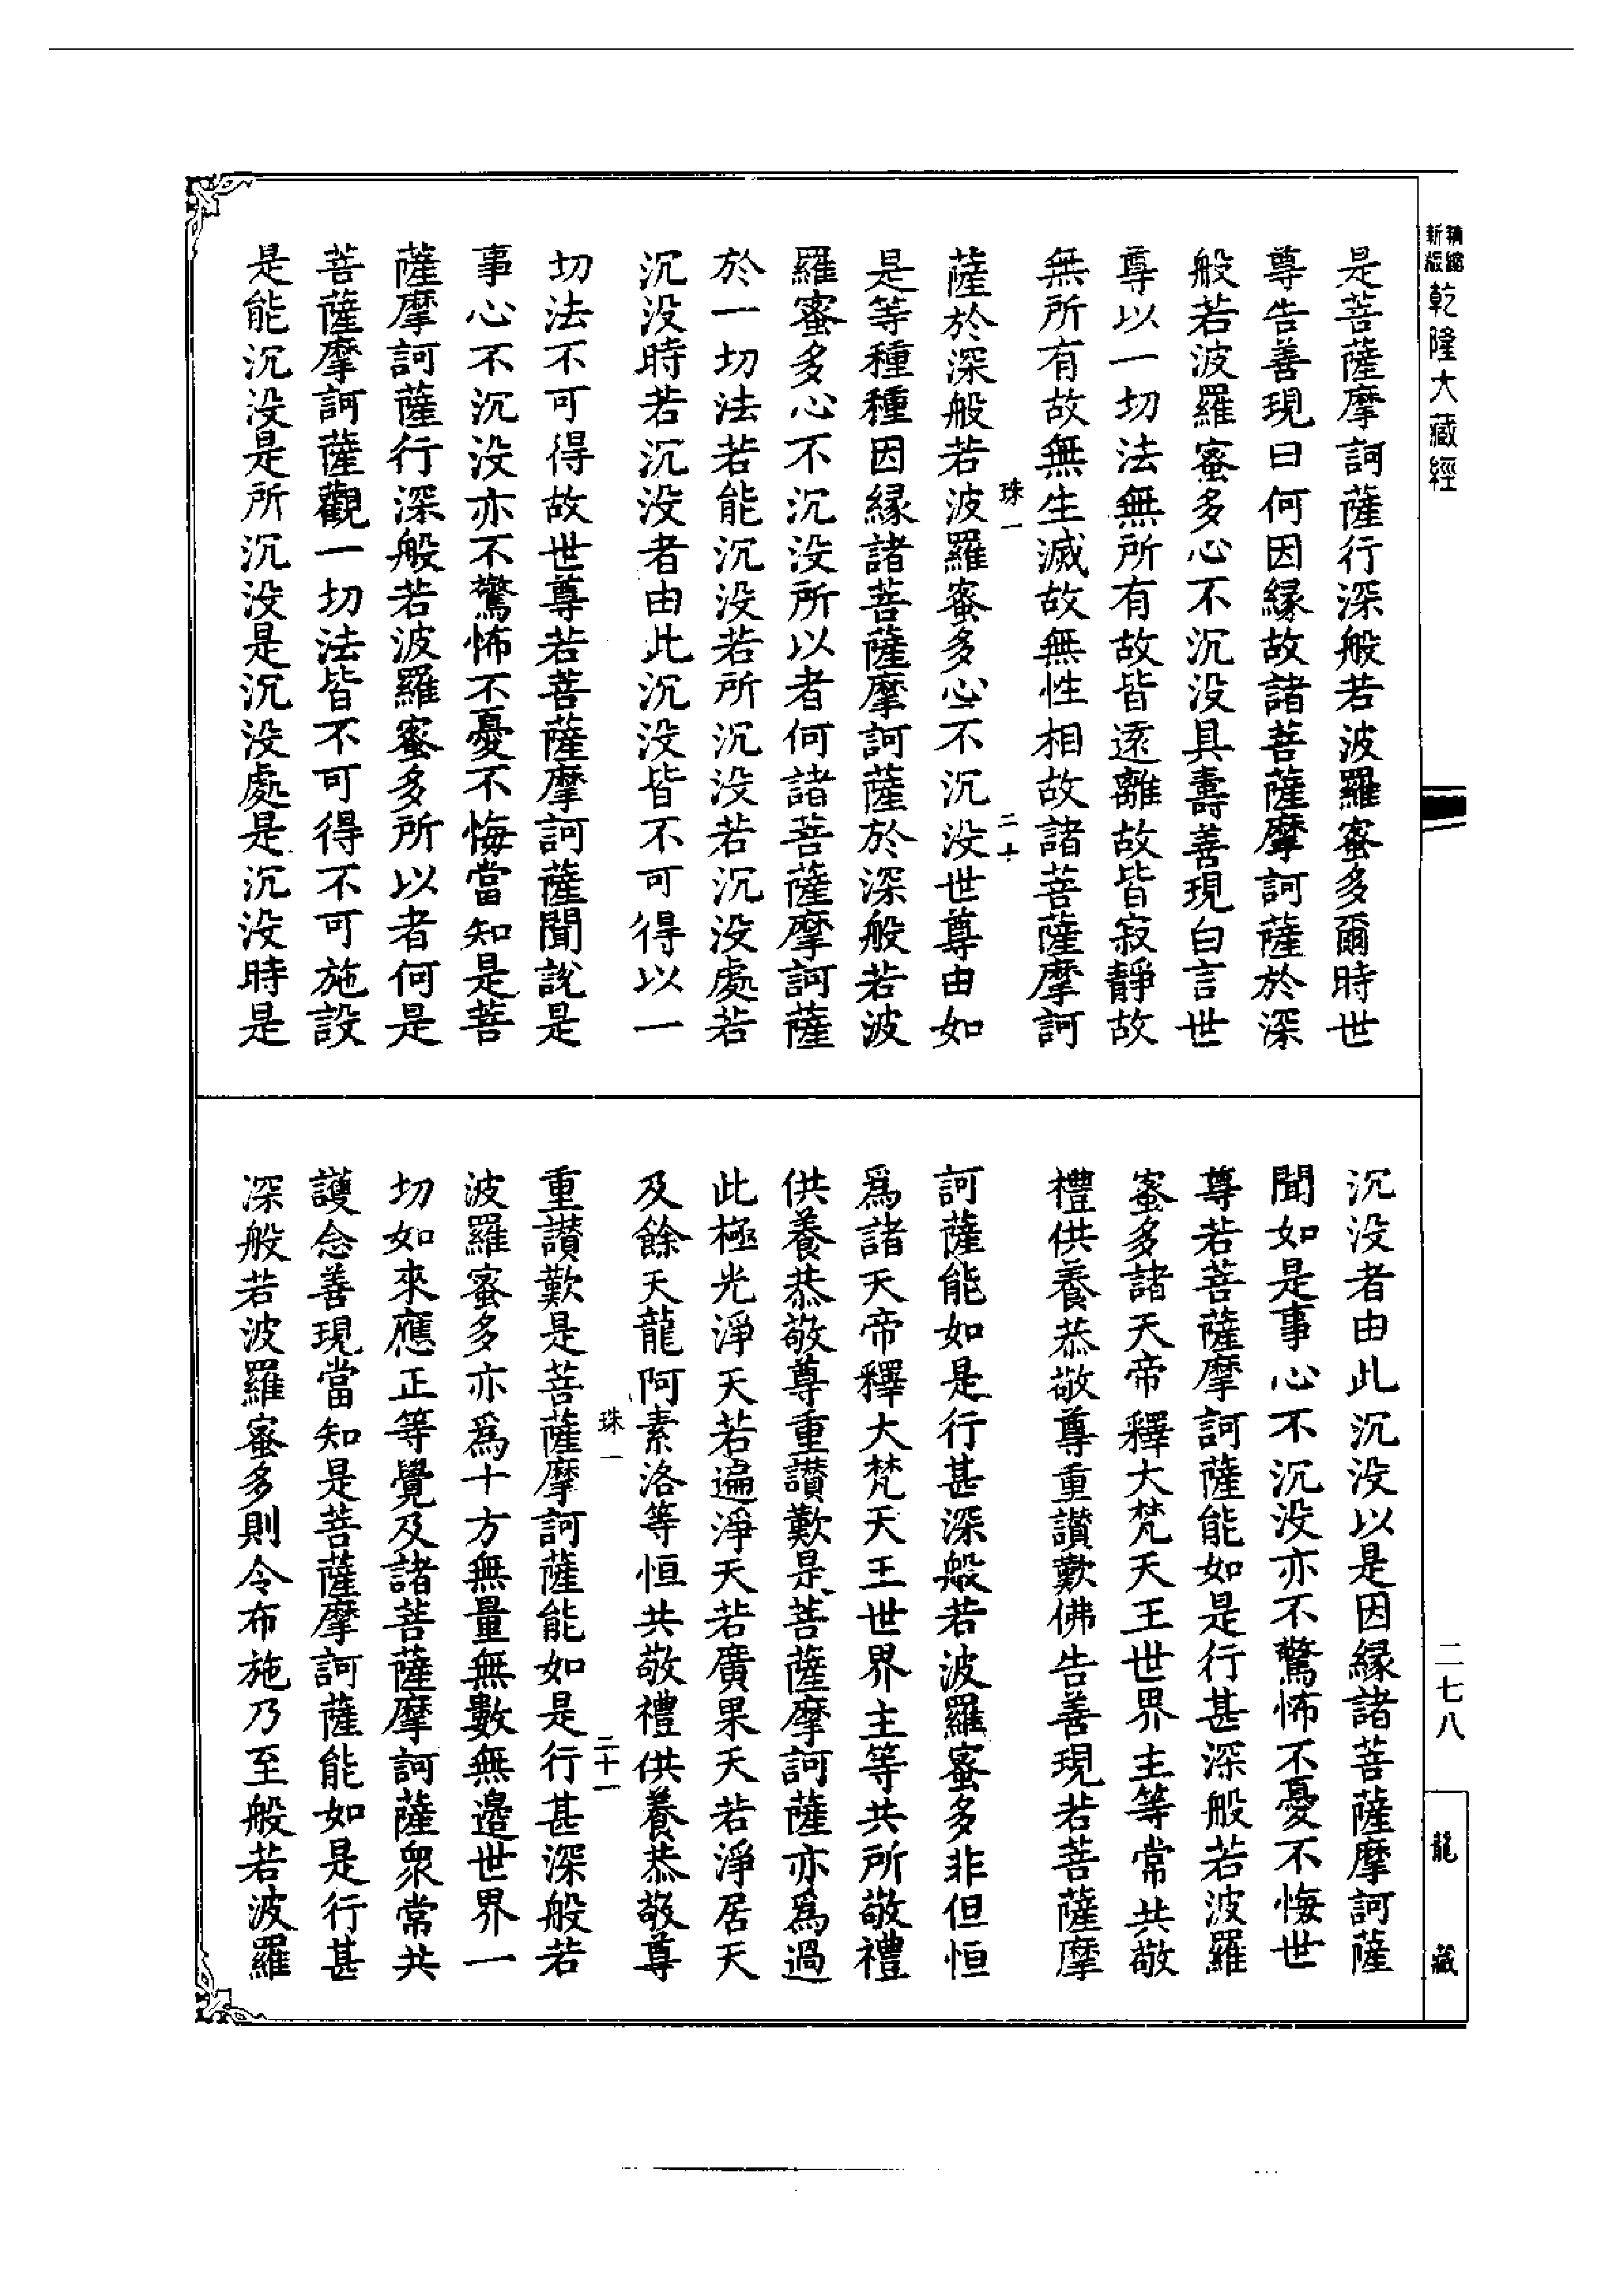 精縮新版乾隆大藏經
是菩薩摩訶薩行深般若波羅蜜多爾時世
尊告善現曰何因緣故諸菩薩摩訶薩於深
般若波羅蜜多心不沉没具壽善現白言世
尊以一切法無所有故皆遠離故皆寂靜故
無所有故無生滅故無性相故諸菩薩摩訶
珠一
二十
薩於深般若波羅蜜多心不沉没世尊由如
是等種種因緣諸菩薩摩訶薩於深般若波
羅蜜多心不沉没所以者何諸菩薩摩訶薩
於一切法若能沉没若所沉没若沉没處若
沉没時若沉没者由此沉没皆不可得以一
切法不可得故世尊若菩薩摩訶薩聞說是
事心不沉没亦不驚怖不憂不悔當知是菩
薩摩訶薩行深般若波羅蜜多所以者何是
菩薩摩訶薩觀一切法皆不可得不可施設
是能沉没是所沉没是沉没處是沉没時是
沉没者由此沉没以是因緣諸菩薩摩訶薩
聞如是事心不沉没亦不驚怖不憂不悔世
尊若菩薩摩訶薩能如是行甚深般若波羅
蜜多諸天帝釋大梵天王世界主等常共敬
禮供養恭敬尊重讚歎佛告善現若菩薩摩
訶薩能如是行甚深般若波羅蜜多非但恒
爲諸天帝釋大梵天王世界主等共所敬禮
供養恭敬尊重讚歎是菩薩摩訶薩亦爲過
此極光淨天若遍淨天若廣果天若淨居天
及餘天龍阿素洛等恒共敬禮供養恭敬尊
珠一
二十一
重讚歎是菩薩摩訶薩能如是行甚深般若
波羅蜜多亦爲十方無量無數無邊世界一
切如來應正等覺及諸菩薩摩訶薩衆常共
護念善現當知是菩薩摩訶薩能如是行甚
深般若波羅蜜多則令布施乃至般若波羅
二七八
龍藏